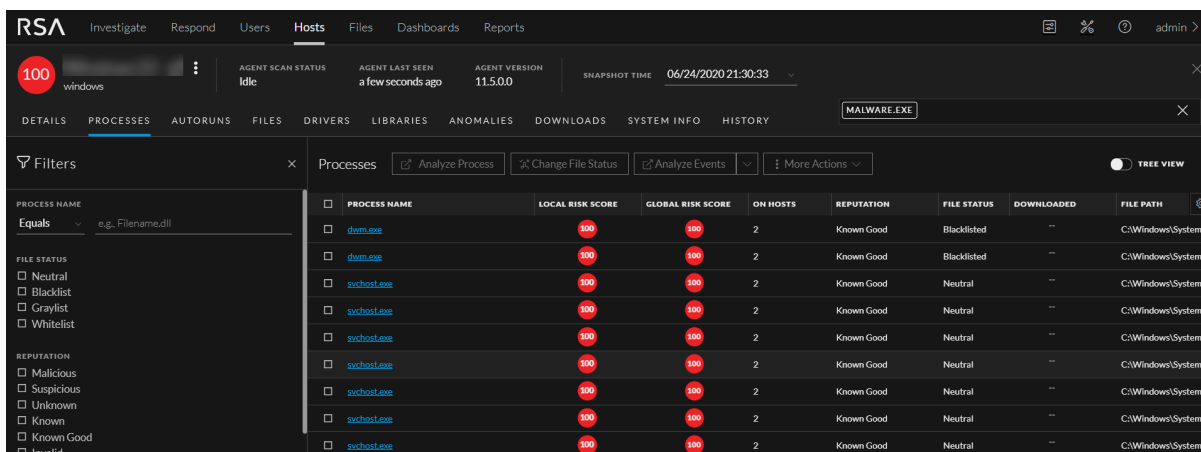 RSA Investigate Respond Users Hosts Files Dashboards Reports admin >
100 AGENT SCAN STATUS AGENT LAST SEEN AGENT VERSION SNAPSHOT TIME 06/24/2020 21:30:33
windows Idle a few seconds ago 11.5.0.0
MALWARE.EXE
DETAILS PROCESSES AUTORUNS FILES DRIVERS LIBRARIES ANOMALIES DOWNLOADS SYSTEM INFO HISTORY
Filters
Processes Analyze Process Change File Status Analyze Events More Actions TREE VIEW
PROCESS NAME
Equals e.g., Filename.dll
FILE STATUS
Neutral
Blacklist
Graylist
Whitelist
REPUTATION
Malicious
Suspicious
Unknown
Known
Known Good
Invalid
PROCESS NAME LOCAL RISK SCORE GLOBAL RISK SCORE ON HOSTS REPUTATION FILE STATUS DOWNLOADED FILE PATH
dwm.exe 100 100 2 Known Good Blacklisted -- C:\Windows\System
dwm.exe 100 100 2 Known Good Blacklisted -- C:\Windows\System
svchost.exe 100 100 2 Known Good Neutral -- C:\Windows\System
svchost.exe 100 100 2 Known Good Neutral -- C:\Windows\System
svchost.exe 100 100 2 Known Good Neutral -- C:\Windows\System
svchost.exe 100 100 2 Known Good Neutral -- C:\Windows\System
svchost.exe 100 100 2 Known Good Neutral -- C:\Windows\System
svchost.exe 100 100 2 Known Good Neutral -- C:\Windows\System
svchost.exe 100 100 2 Known Good Neutral -- C:\Windows\System